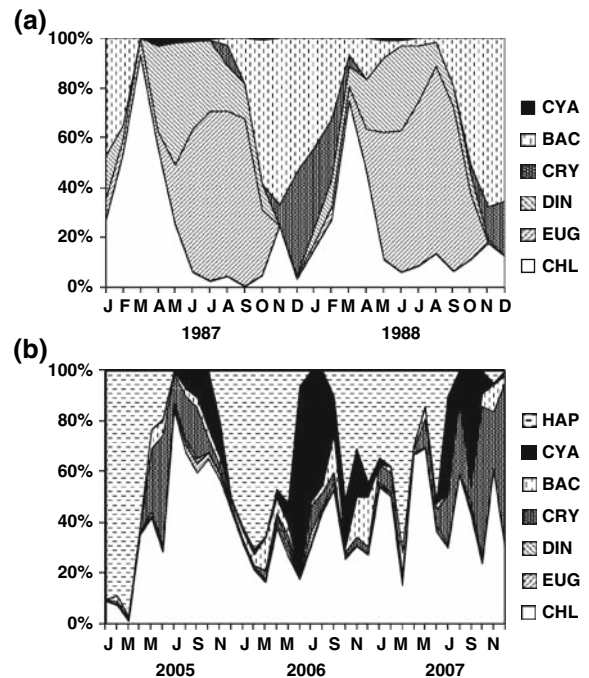 (a)
100%
80%
60%
40%
20%
0%
J F M A M J J A S O N D J F M A M J J A S O N D
1987 1988
CYA
BAC
CRY
DIN
EUG
CHL
(b)
100%
80%
60%
40%
20%
0%
J M M J S N J M M J S N J M M J S N
2005 2006 2007
HAP
CYA
BAC
CRY
DIN
EUG
CHL